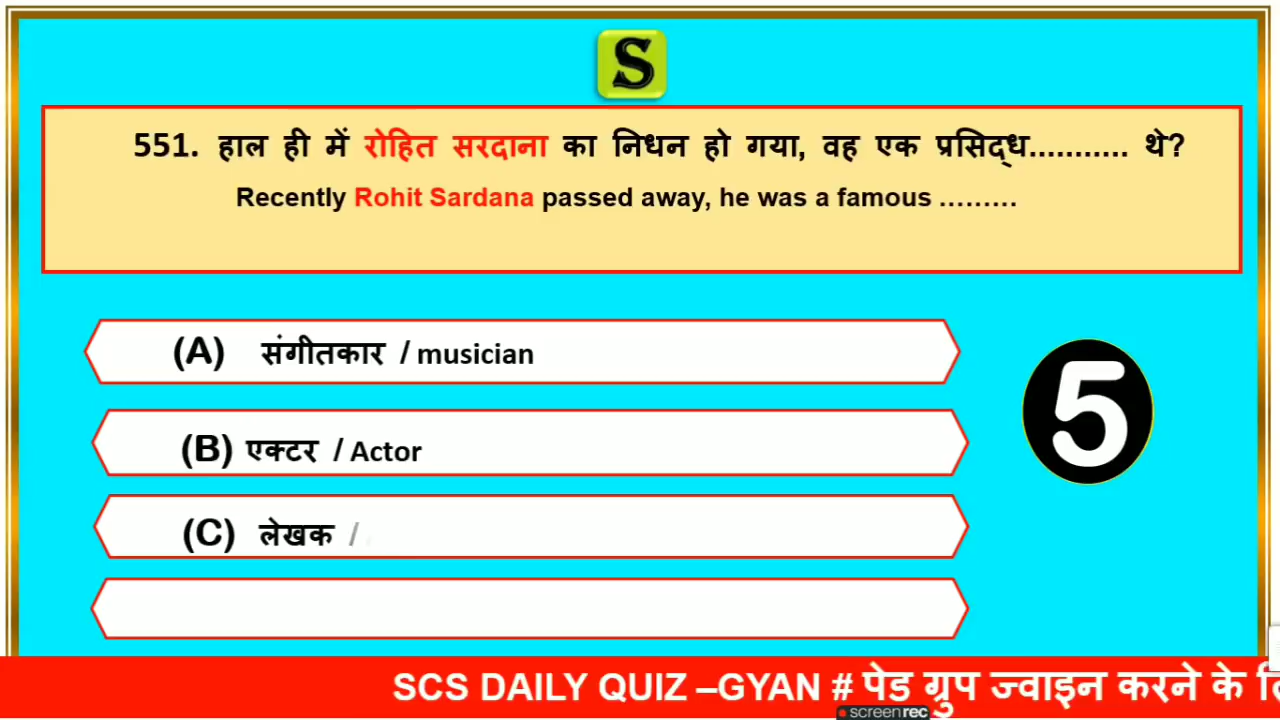 S
551. हाल ही में रोहित सरदाना का निधन हो गया, वह एक प्रसिद्ध........... थे?
Recently Rohit Sardana passed away, he was a famous .........
(A) संगीतकार / musician
5
(B) एक्टर / Actor
(C) लेखक /
SCS DAILY QUIZ –GYAN # पेड ग्रुप ज्वाइन करने के
screenrec